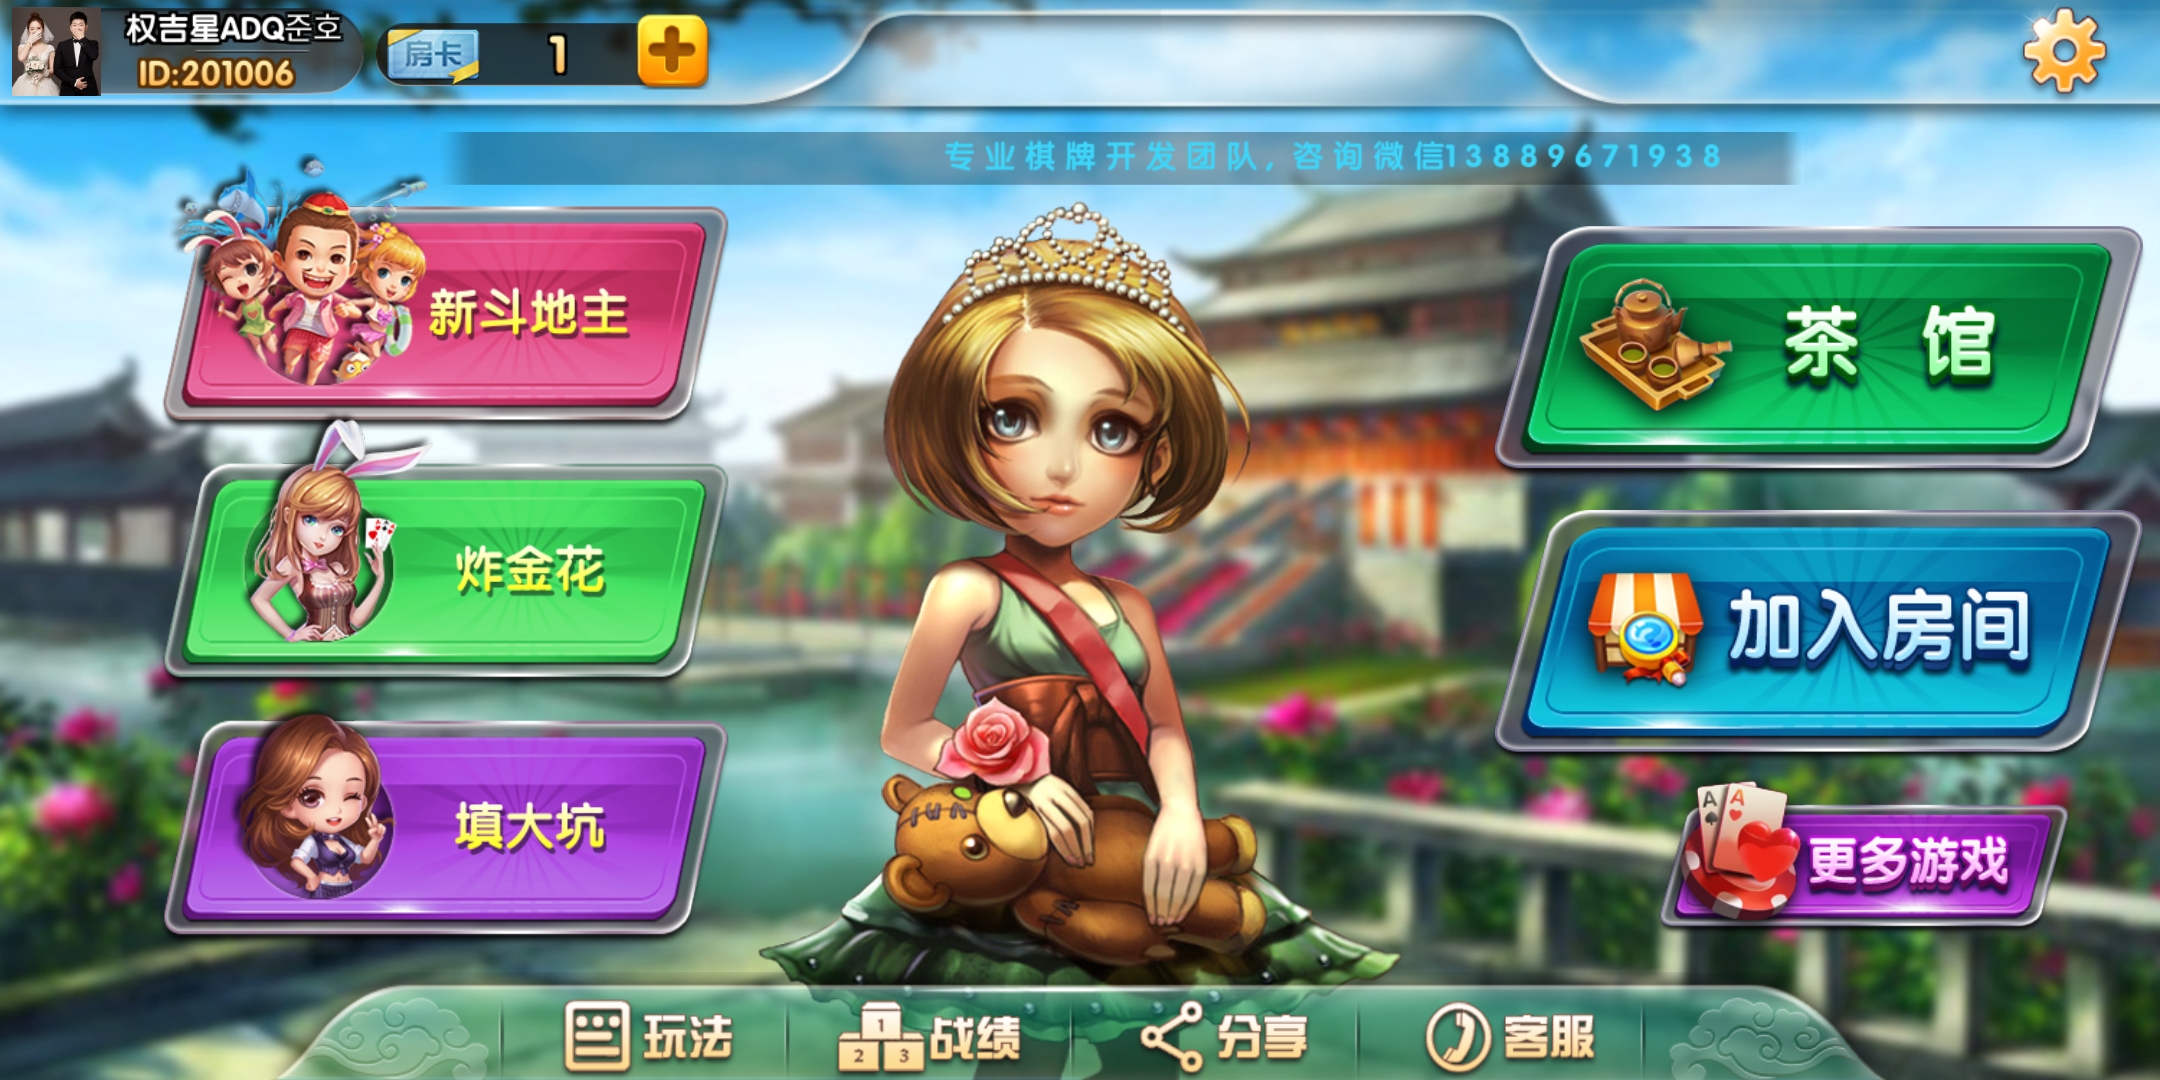 权吉星ADQ준호
ID:201006
房卡
1
专业棋牌开发团队，咨询微信13889671938
新斗地主
炸金花
填大坑
茶 馆
加入房间
A A
更多游戏
玩法
1
2 3
战绩
分享
客服